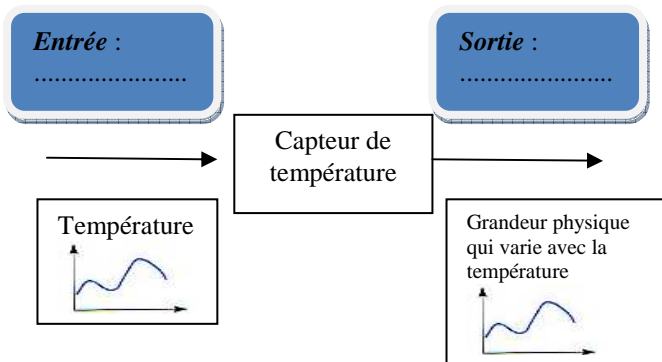 Entrée :
.......................
Sortie :
.......................
Capteur de
température
Température
Grandeur physique
qui varie avec la
température